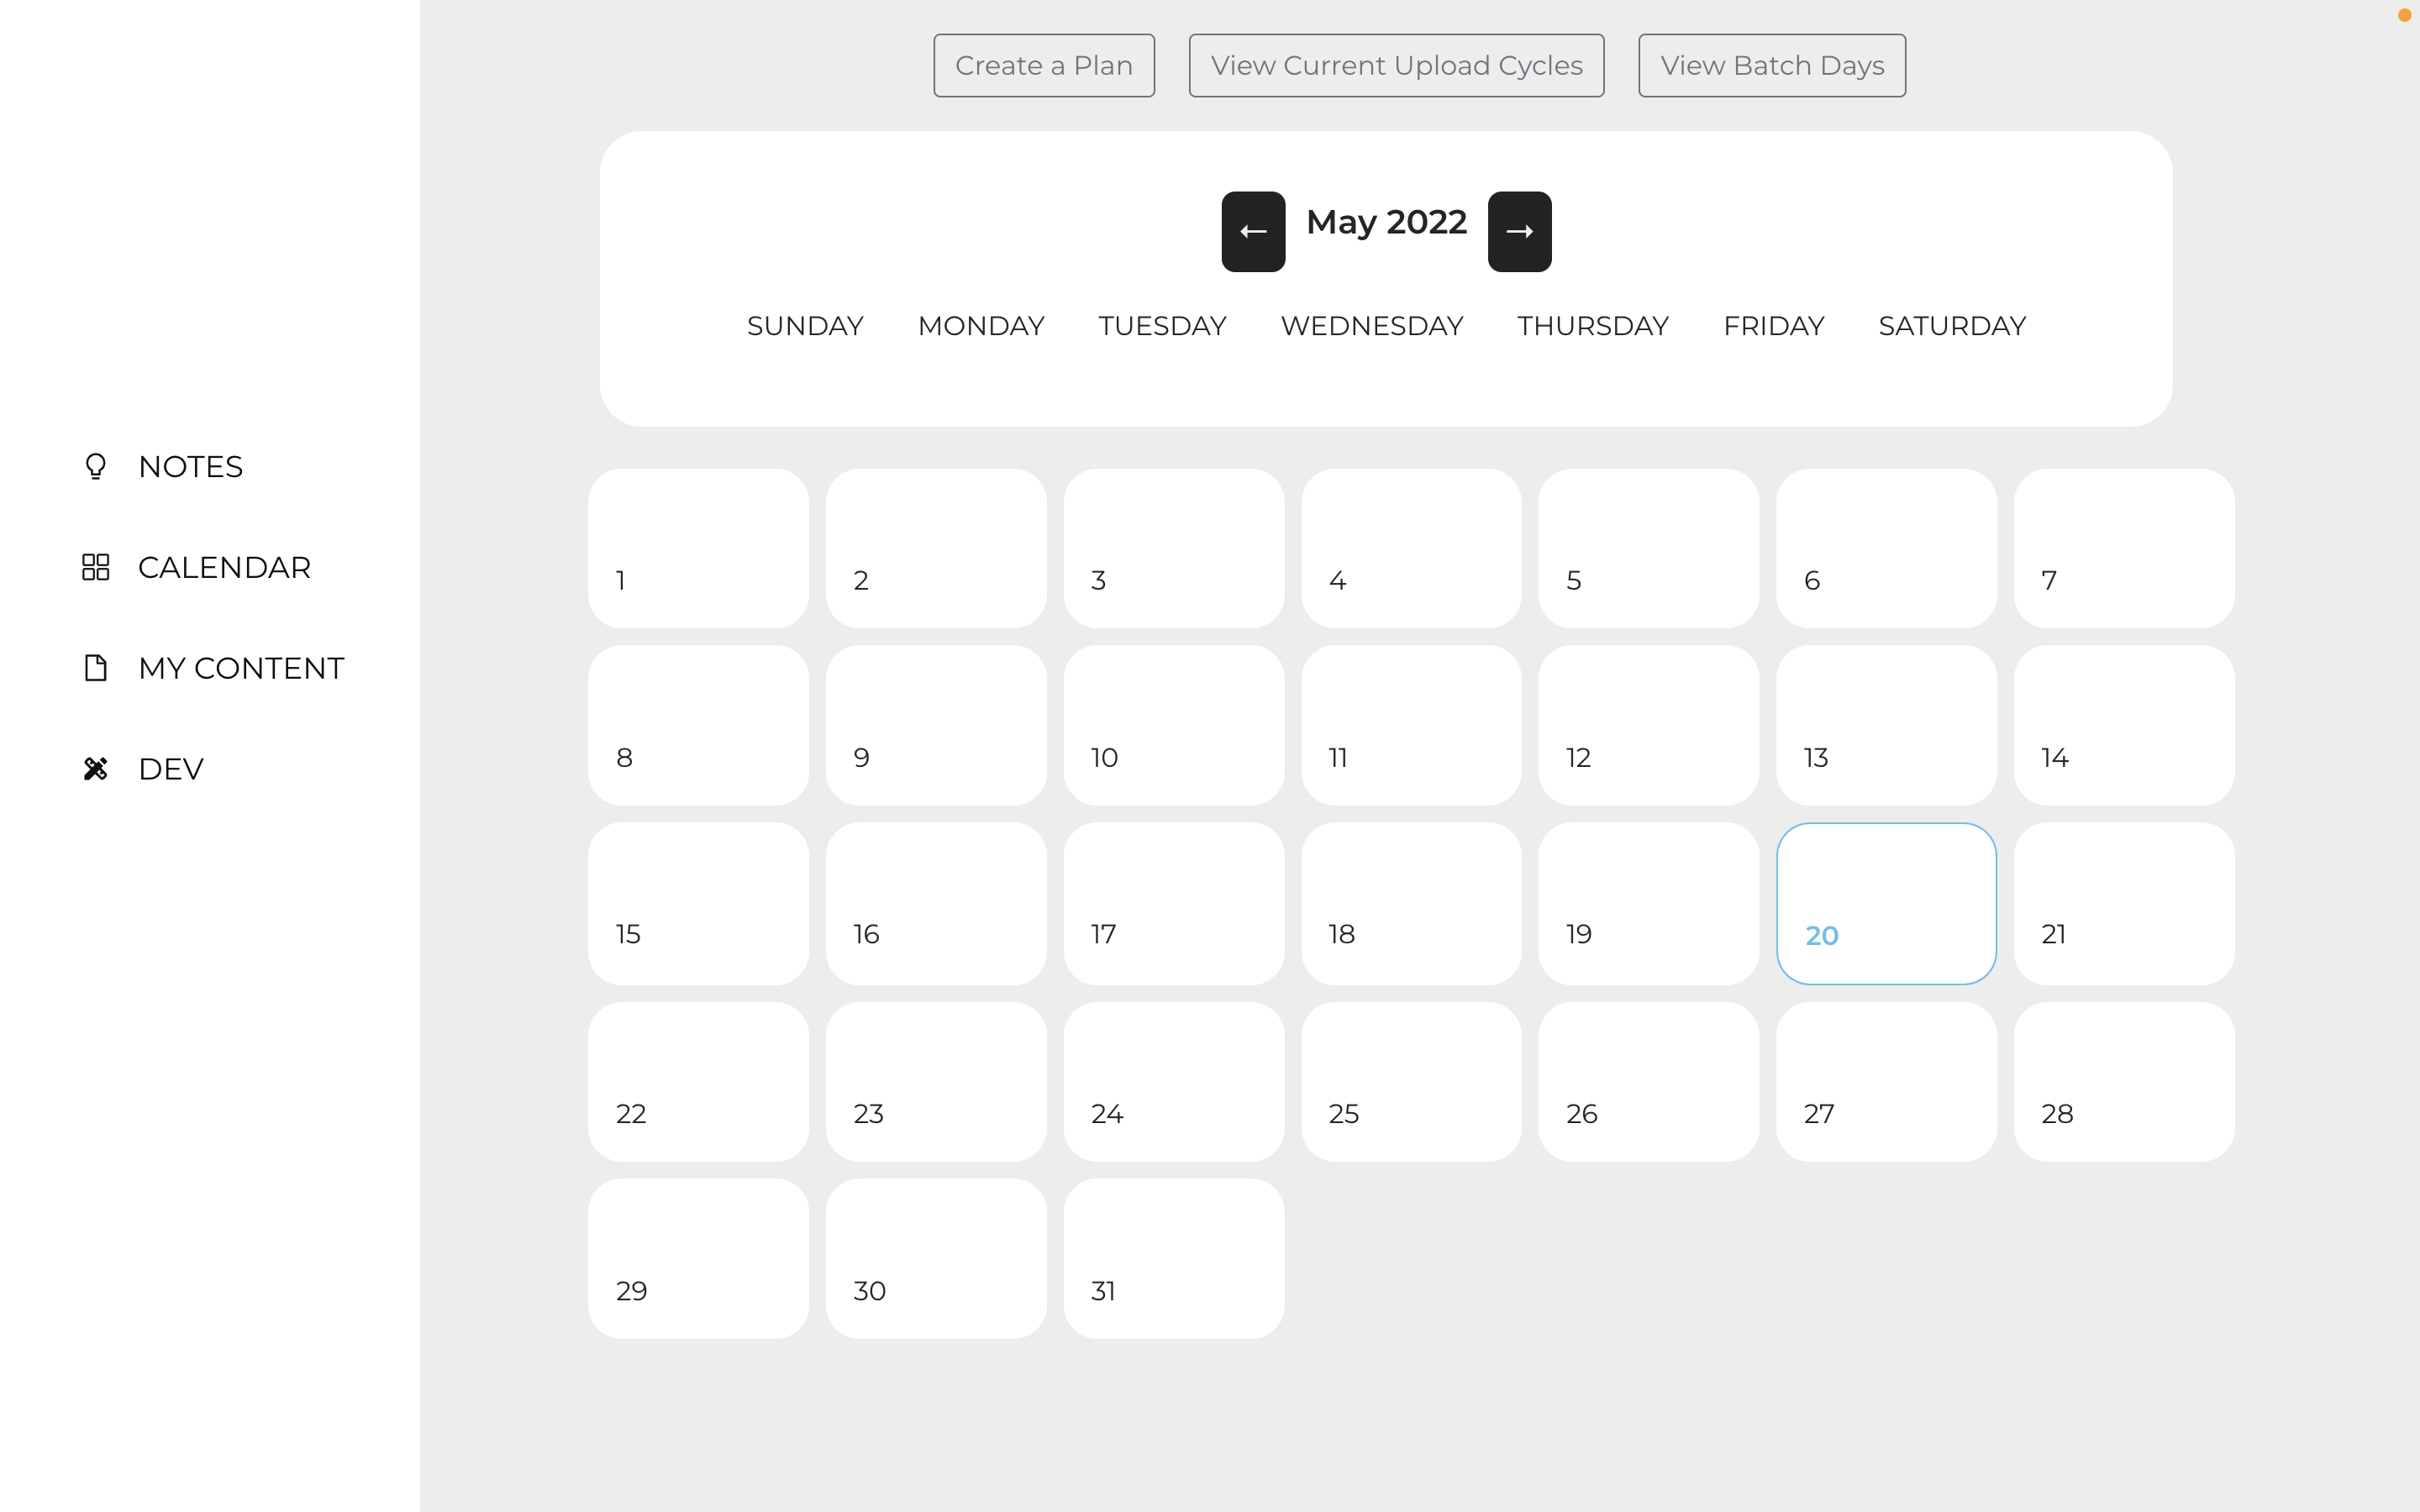 Create a Plan View Current Upload Cycles View Batch Days
← May 2022 →
SUNDAY MONDAY TUESDAY WEDNESDAY THURSDAY FRIDAY SATURDAY
NOTES
CALENDAR
MY CONTENT
DEV
1 2 3 4 5 6 7
8 9 10 11 12 13 14
15 16 17 18 19 20 21
22 23 24 25 26 27 28
29 30 31